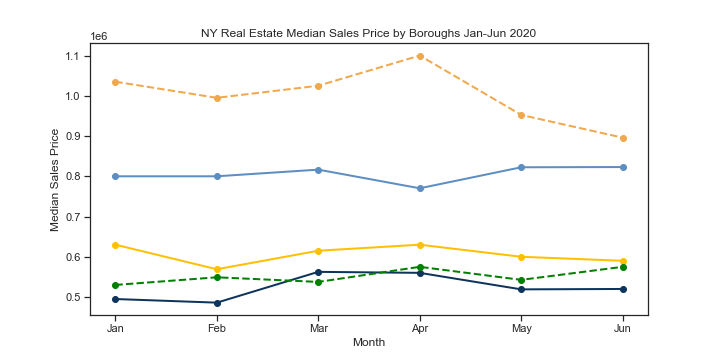 NY Real Estate Median Sales Price by Boroughs Jan-Jun 2020
1e6
1.1
1.0
0.9
0.8
0.7
0.6
0.5
Median Sales Price
Jan Feb Mar Apr May Jun
Month